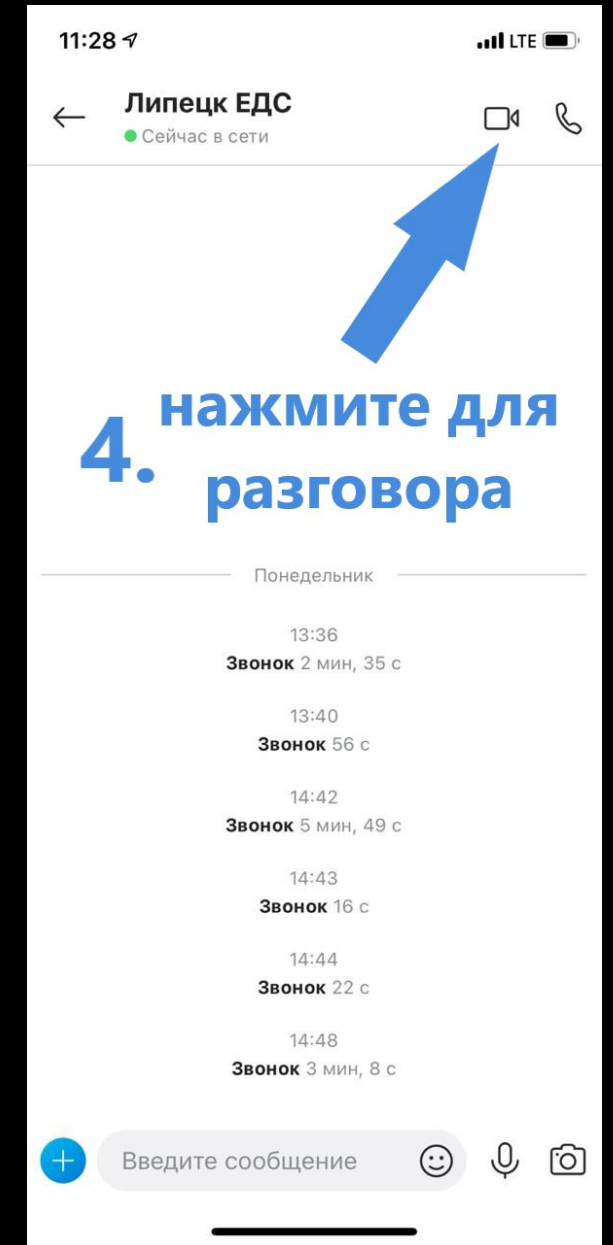 11:28
LTE
Липецк ЕДС
Сейчас в сети
4. нажмите для
разговора
Понедельник
13:36
Звонок 2 мин, 35 с
13:40
Звонок 56 с
14:42
Звонок 5 мин, 49 с
14:43
Звонок 16 с
14:44
Звонок 22 с
14:48
Звонок 3 мин, 8 с
Введите сообщение